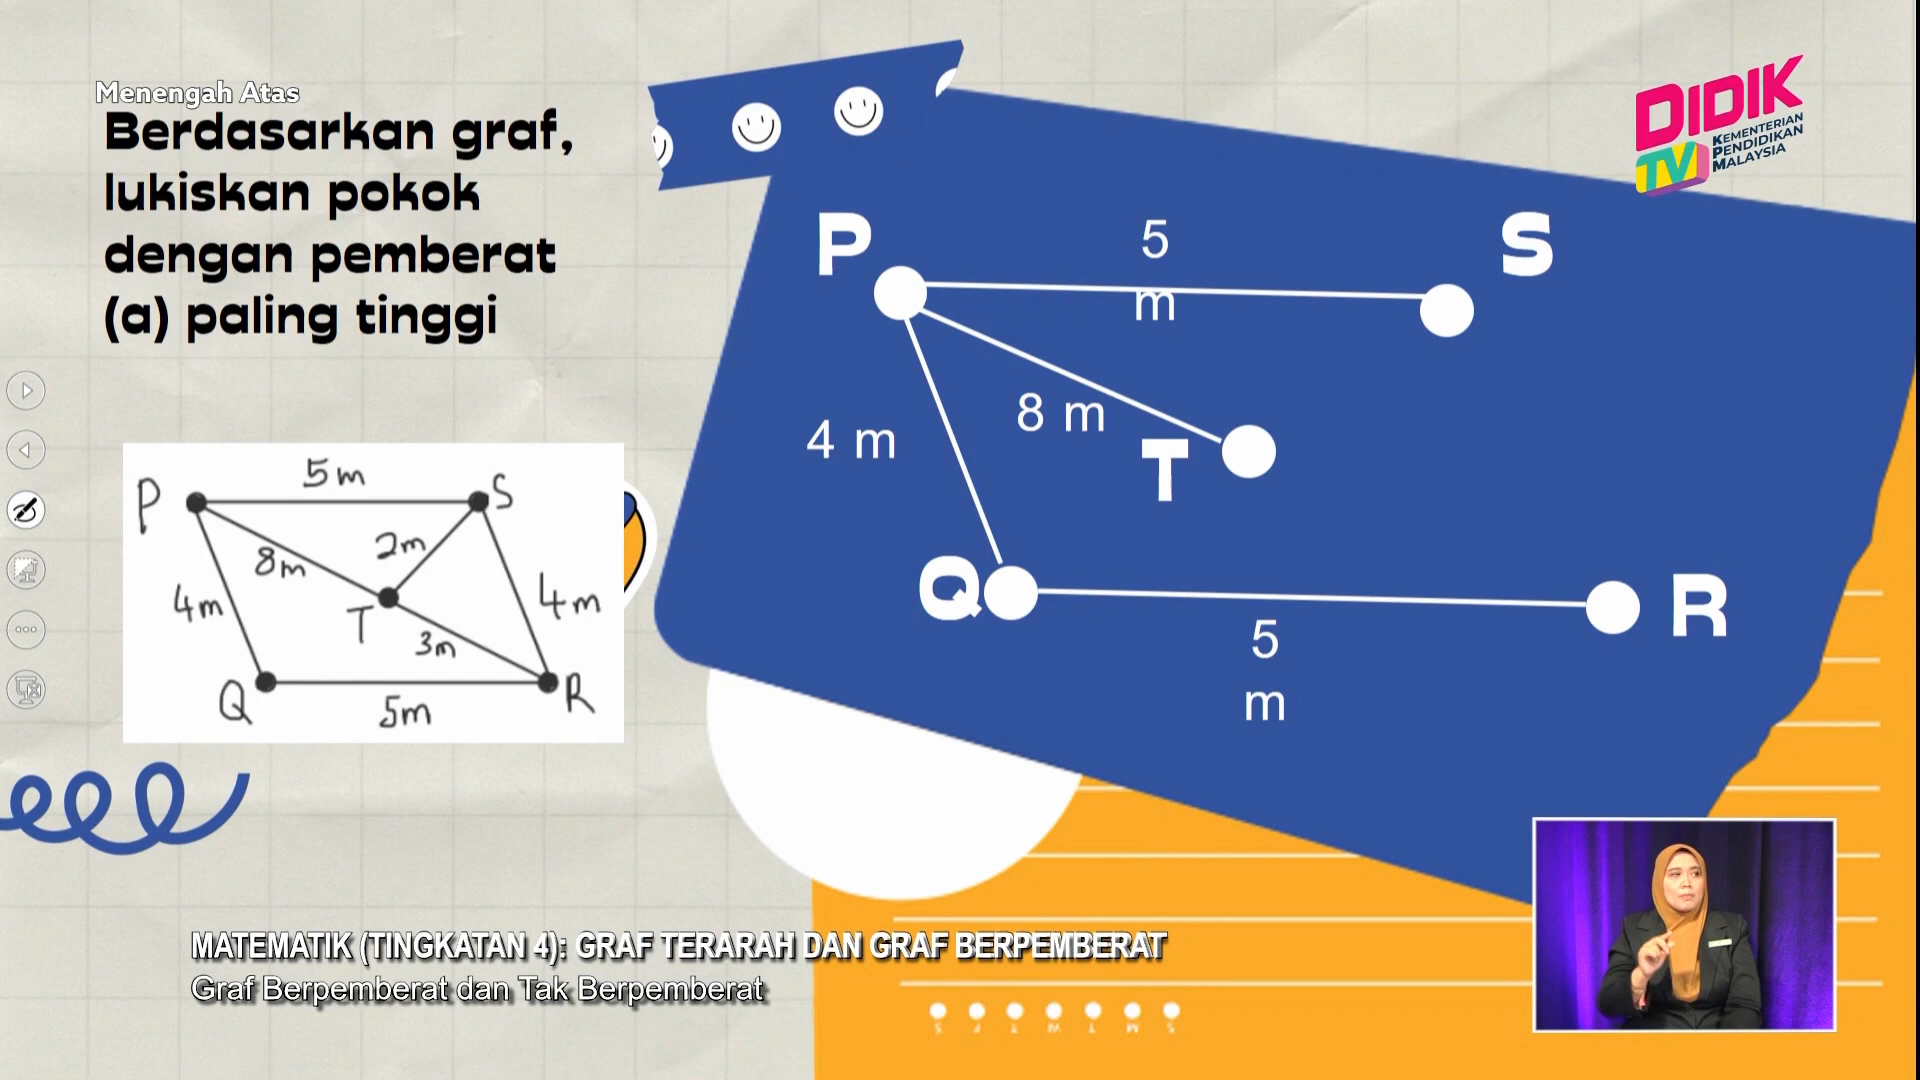 Menengah Atas
Berdasarkan graf,
lukiskan pokok
dengan pemberat
(a) paling tinggi
DIDIK
TV
KEMENTERIAN
PENDIDIKAN
MALAYSIA
P
5
m
S
8 m
4 m
T
Q
R
5
m
P
5m
S
2m
8m
4m
4m
T
3m
Q
5m
R
MATEMATIK (TINGKATAN 4): GRAF TERARAH DAN GRAF BERPEMBERAT
Graf Berpemberat dan Tak Berpemberat